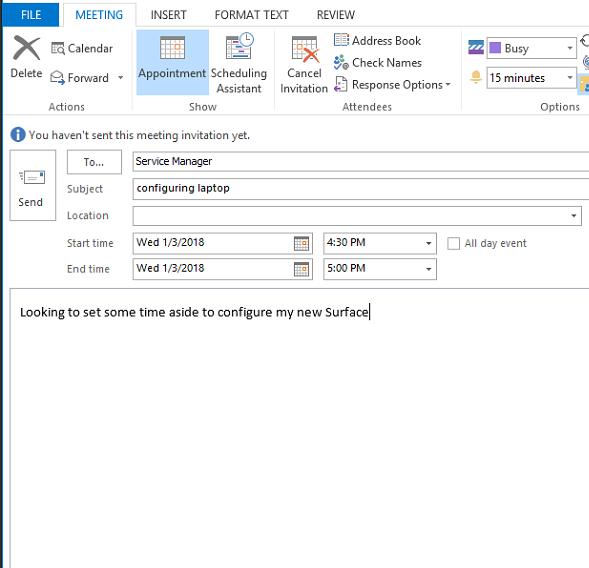 FILE MEETING INSERT FORMAT TEXT REVIEW
Delete
Calendar
Forward
Actions
Appointment
Scheduling Assistant
Show
Cancel Invitation
Address Book
Check Names
Response Options
Attendees
Busy
15 minutes
Options
You haven't sent this meeting invitation yet.
Send
To... Service Manager
Subject configuring laptop
Location
Start time Wed 1/3/2018 4:30 PM All day event
End time Wed 1/3/2018 5:00 PM
Looking to set some time aside to configure my new Surface